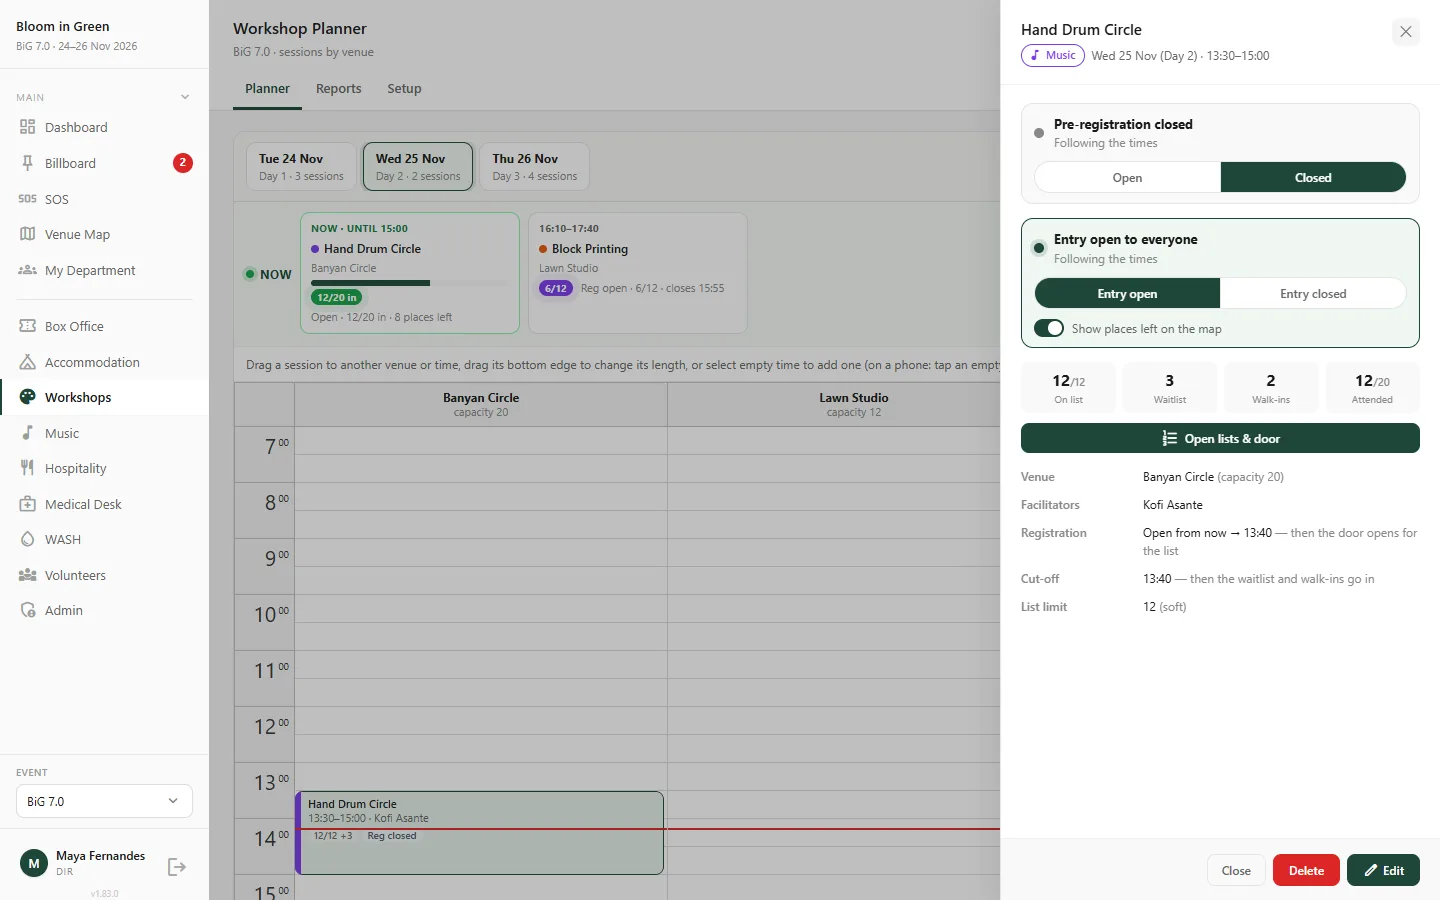 Bloom in Green
BiG 7.0 · 24–26 Nov 2026
MAIN
Dashboard
Billboard
2
SOS
SOS
Venue Map
My Department
Box Office
Accommodation
Workshops
Music
Hospitality
Medical Desk
WASH
Volunteers
Admin
EVENT
BiG 7.0
M
Maya Fernandes
DIR
v1.83.0
Workshop Planner
BiG 7.0 · sessions by venue
Planner
Reports
Setup
Tue 24 Nov
Day 1 · 3 sessions
Wed 25 Nov
Day 2 · 2 sessions
Thu 26 Nov
Day 3 · 4 sessions
NOW
NOW · UNTIL 15:00
Hand Drum Circle
Banyan Circle
12/20 in
Open · 12/20 in · 8 places left
16:10–17:40
Block Printing
Lawn Studio
6/12
Reg open · 6/12 · closes 15:55
Drag a session to another venue or time, drag its bottom edge to change its length, or select empty time to add one (on a phone: tap an empty
Banyan Circle
capacity 20
Lawn Studio
capacity 12
7 00
8 00
9 00
10 00
11 00
12 00
13 00
14 00
15 00
Hand Drum Circle
13:30–15:00 · Kofi Asante
12/12 +3
Reg closed
Hand Drum Circle
Music
Wed 25 Nov (Day 2) · 13:30–15:00
Pre-registration closed
Following the times
Open
Closed
Entry open to everyone
Following the times
Entry open
Entry closed
Show places left on the map
12/12
On list
3
Waitlist
2
Walk-ins
12/20
Attended
Open lists & door
Venue
Banyan Circle (capacity 20)
Facilitators
Kofi Asante
Registration
Open from now → 13:40 — then the door opens for
the list
Cut-off
13:40 — then the waitlist and walk-ins go in
List limit
12 (soft)
Close
Delete
Edit